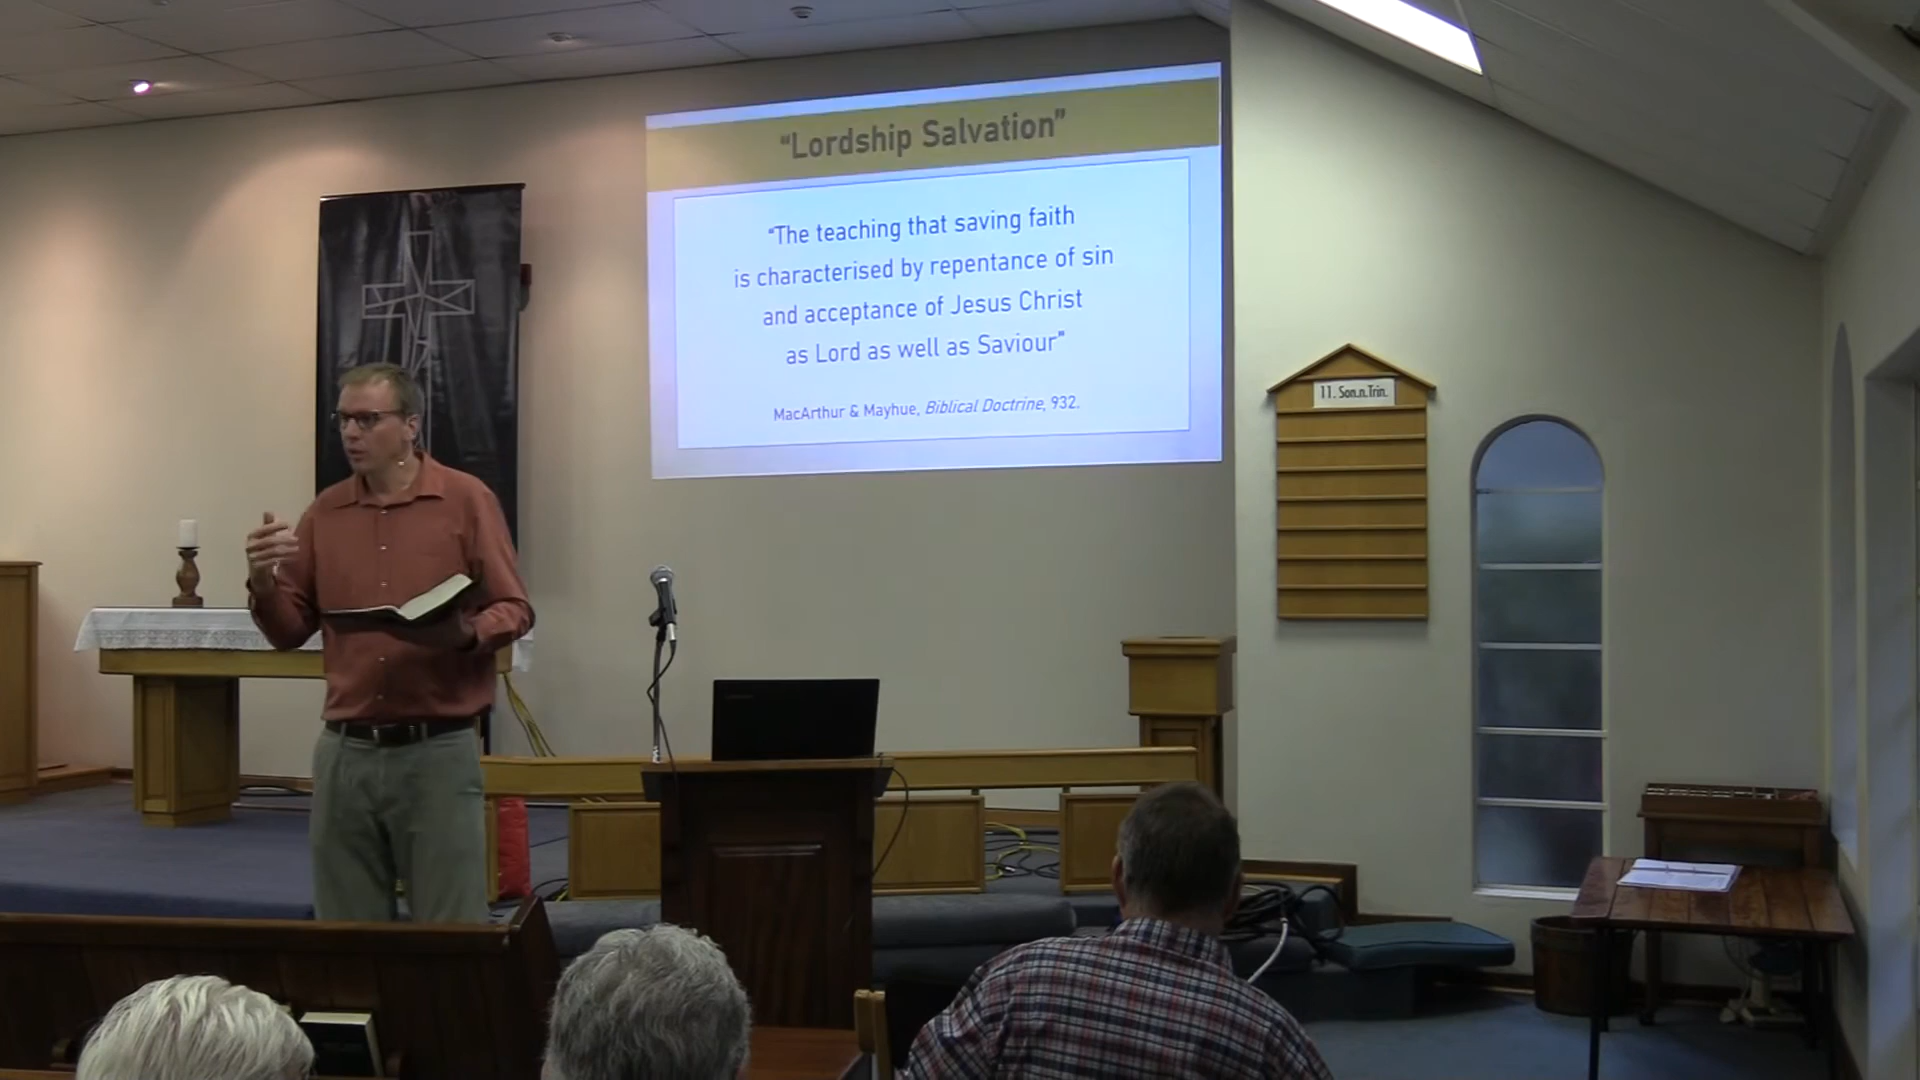 “Lordship Salvation”
“The teaching that saving faith
is characterised by repentance of sin
and acceptance of Jesus Christ
as Lord as well as Saviour”
MacArthur & Mayhue, Biblical Doctrine, 932.
11. Son.n.Trin.